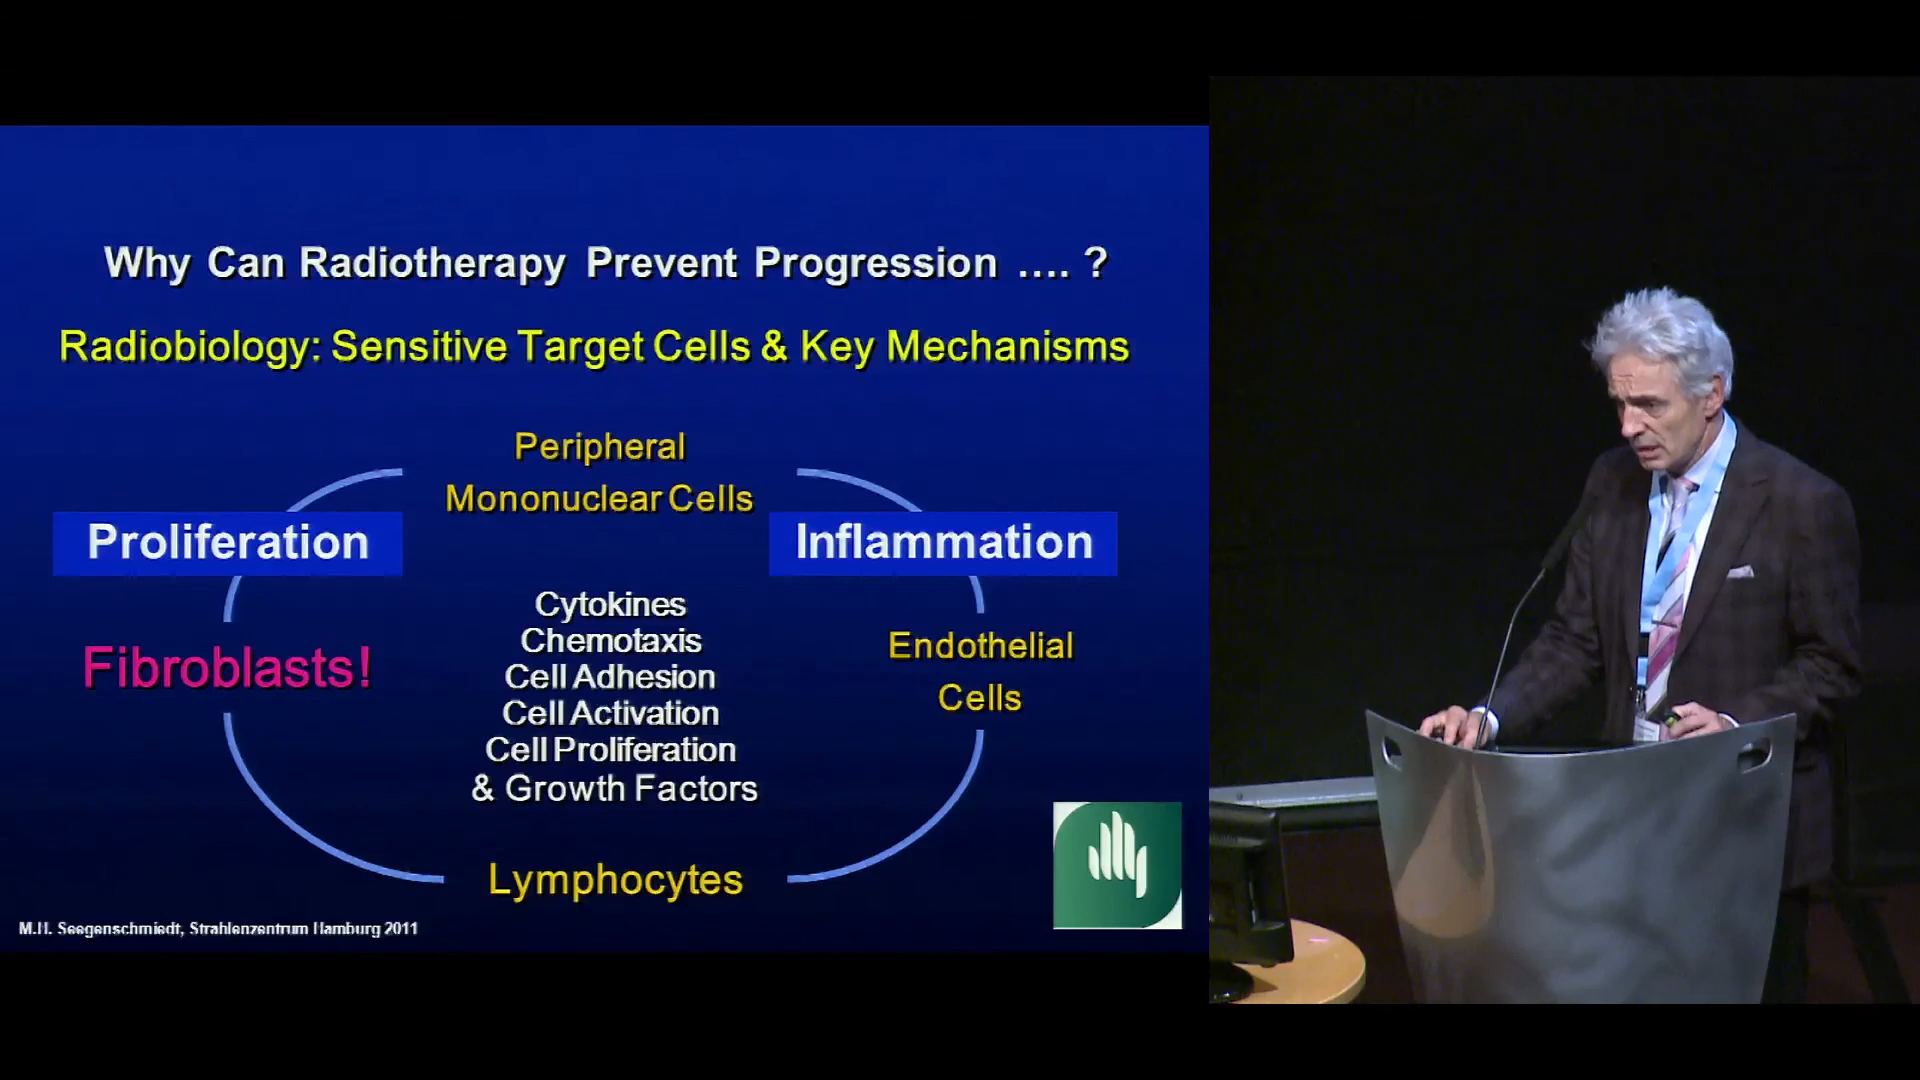 Why Can Radiotherapy Prevent Progression .... ?
Radiobiology: Sensitive Target Cells & Key Mechanisms
Peripheral
Mononuclear Cells
Proliferation
Inflammation
Cytokines
Chemotaxis
Cell Adhesion
Cell Activation
Cell Proliferation
& Growth Factors
Fibroblasts!
Endothelial
Cells
Lymphocytes
M.H. Seegenschmiedt, Strahlenzentrum Hamburg 2011